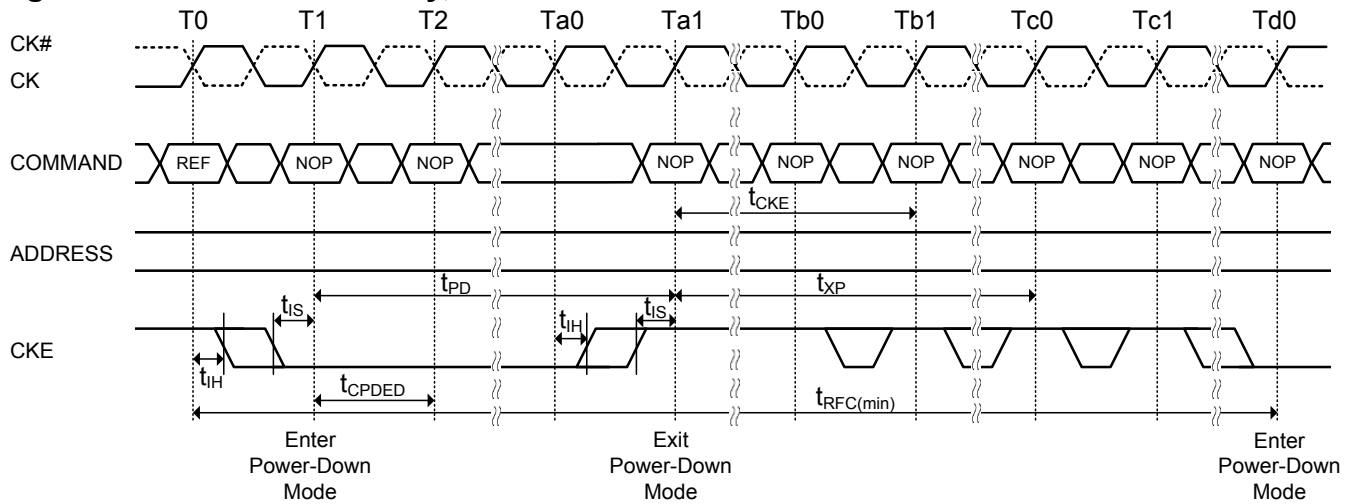 T0 T1 T2 Ta0 Ta1 Tb0 Tb1 Tc0 Tc1 Td0
CK#
CK
COMMAND REF NOP NOP NOP NOP NOP NOP NOP NOP
tCKE
ADDRESS
tPD tXP
tIS tIH tIS
CKE
tIH
tCPDED
tRFC(min)
Enter
Power-Down
Mode
Exit
Power-Down
Mode
Enter
Power-Down
Mode